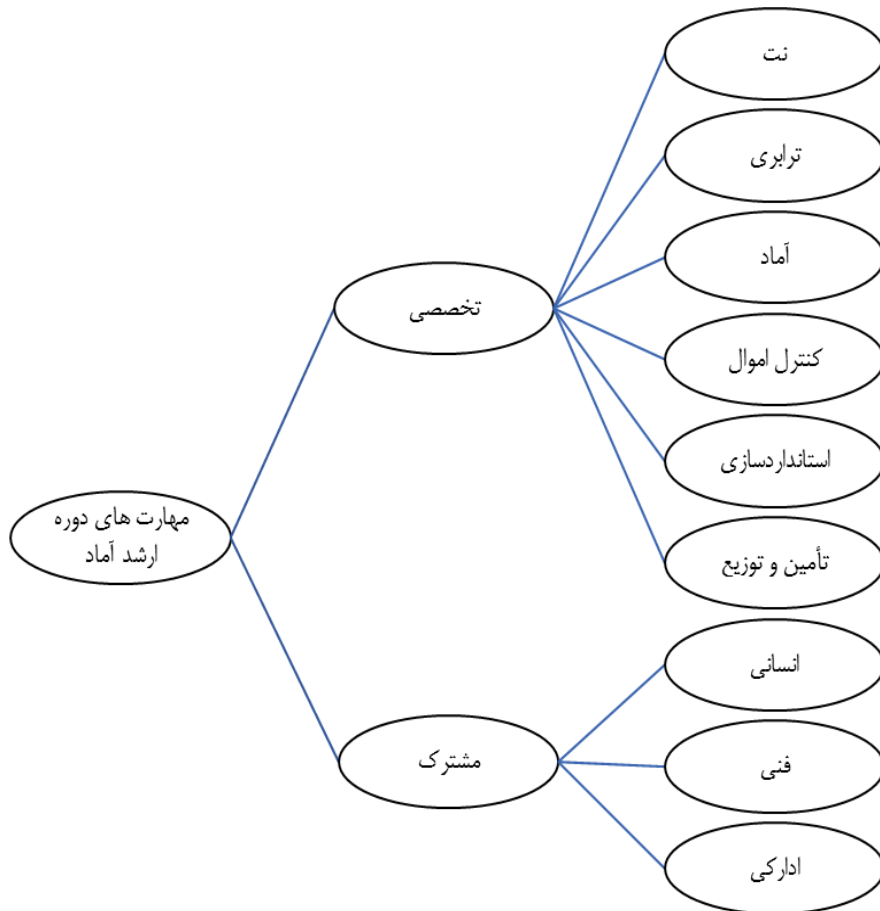 نت
ترابری
آماد
کنترل اموال
استانداردسازی
تأمین و توزیع
انسانی
فنی
ادارکی
تخصصی
مشترک
مهارت های دوره
ارشد آماد